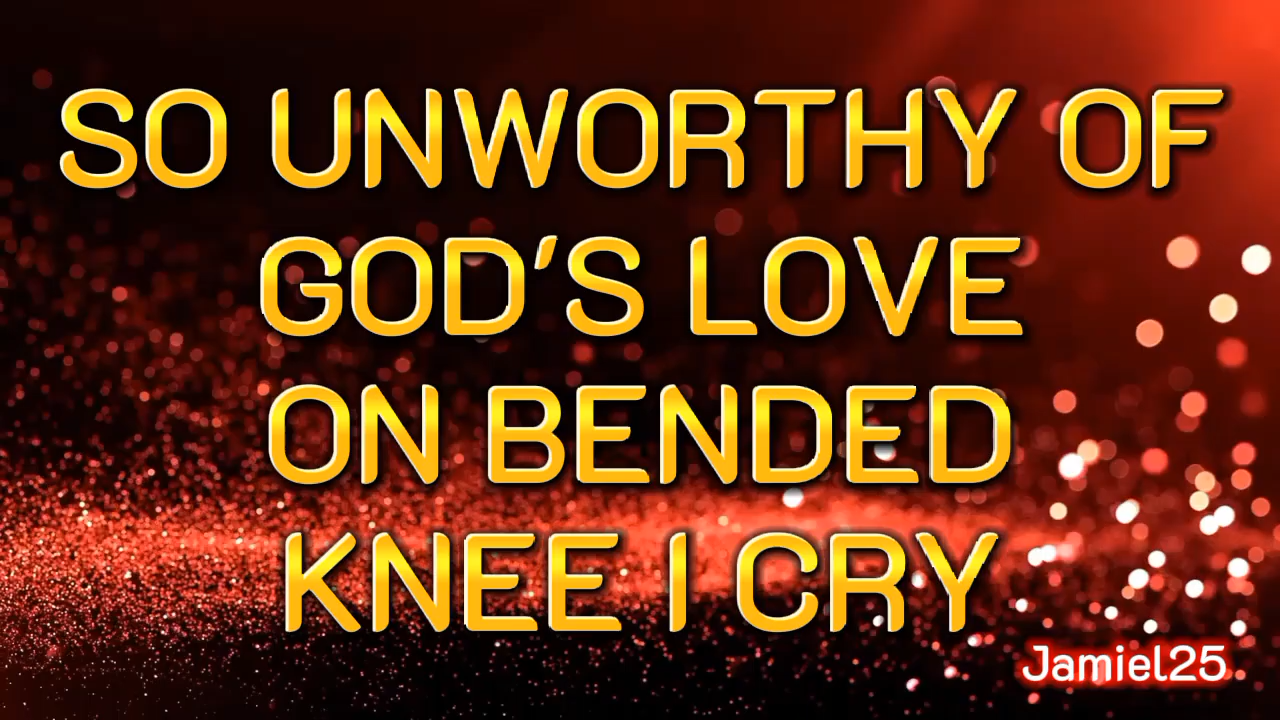 SO UNWORTHY OF
GOD'S LOVE
ON BENDED
KNEE I CRY
Jamiel25